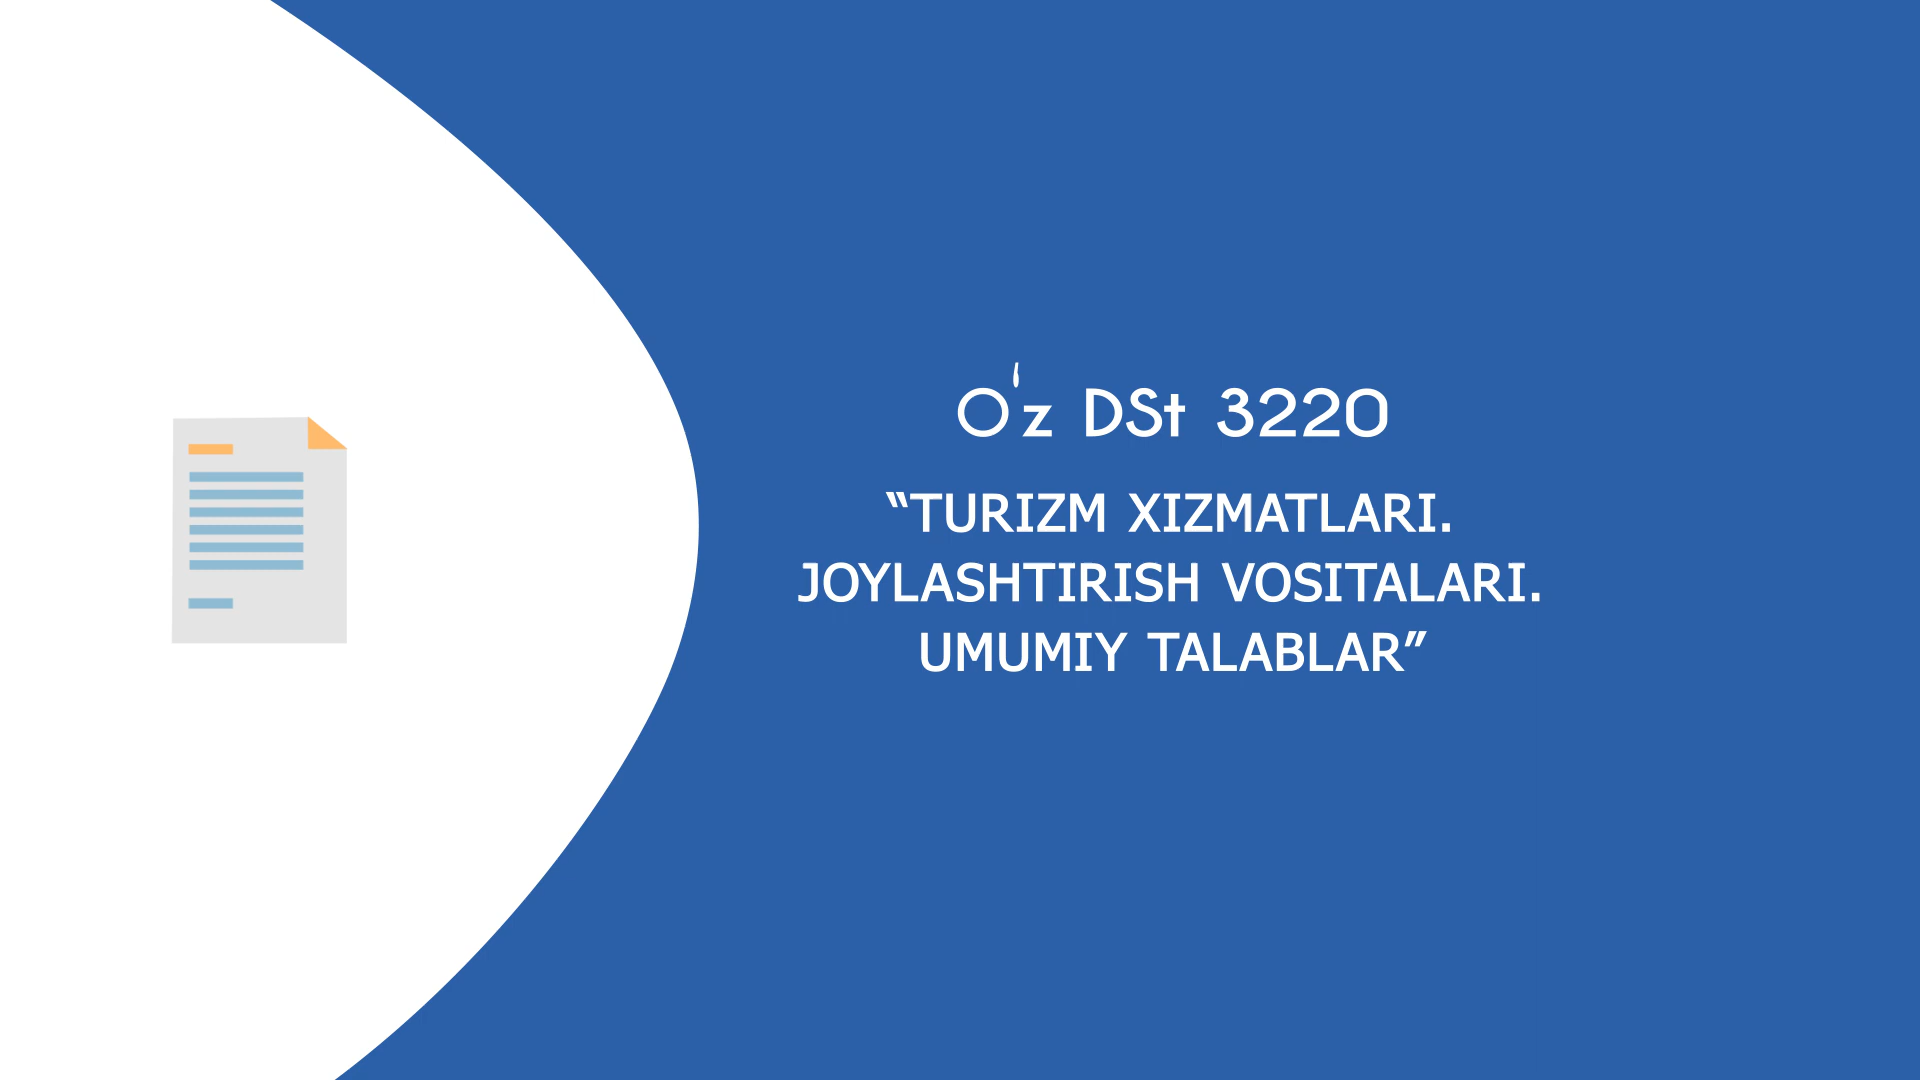 O'z DSt 3220
“TURIZM XIZMATLARI.
JOYLASHTIRISH VOSITALARI.
UMUMIY TALABLAR”